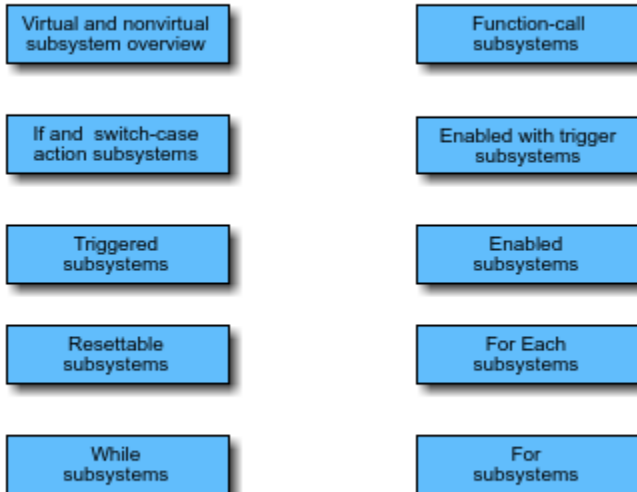 Virtual and nonvirtual
subsystem overview
Function-call
subsystems
If and switch-case
action subsystems
Enabled with trigger
subsystems
Triggered
subsystems
Enabled
subsystems
Resettable
subsystems
For Each
subsystems
While
subsystems
For
subsystems